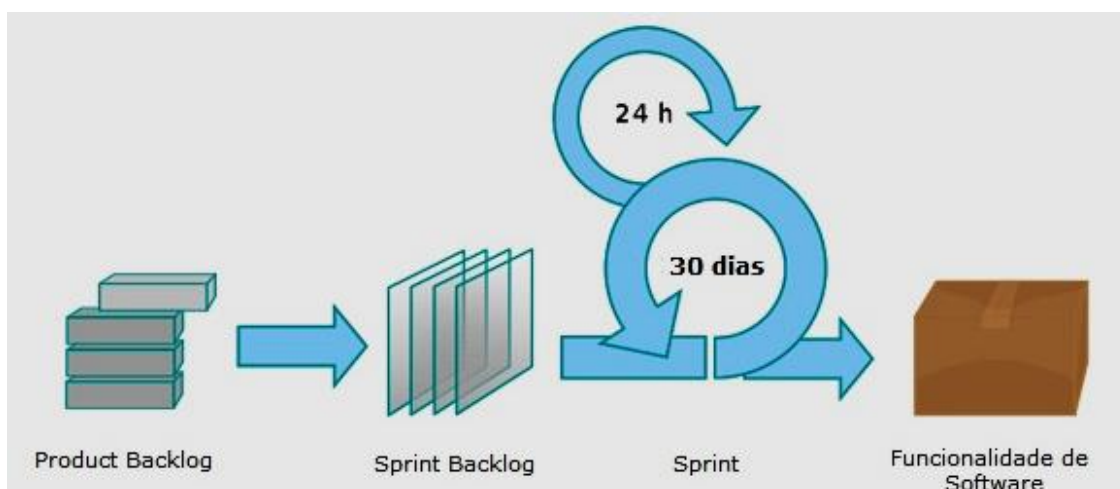 24 h
30 dias
Product Backlog
Sprint Backlog
Sprint
Funcionalidade de
Software